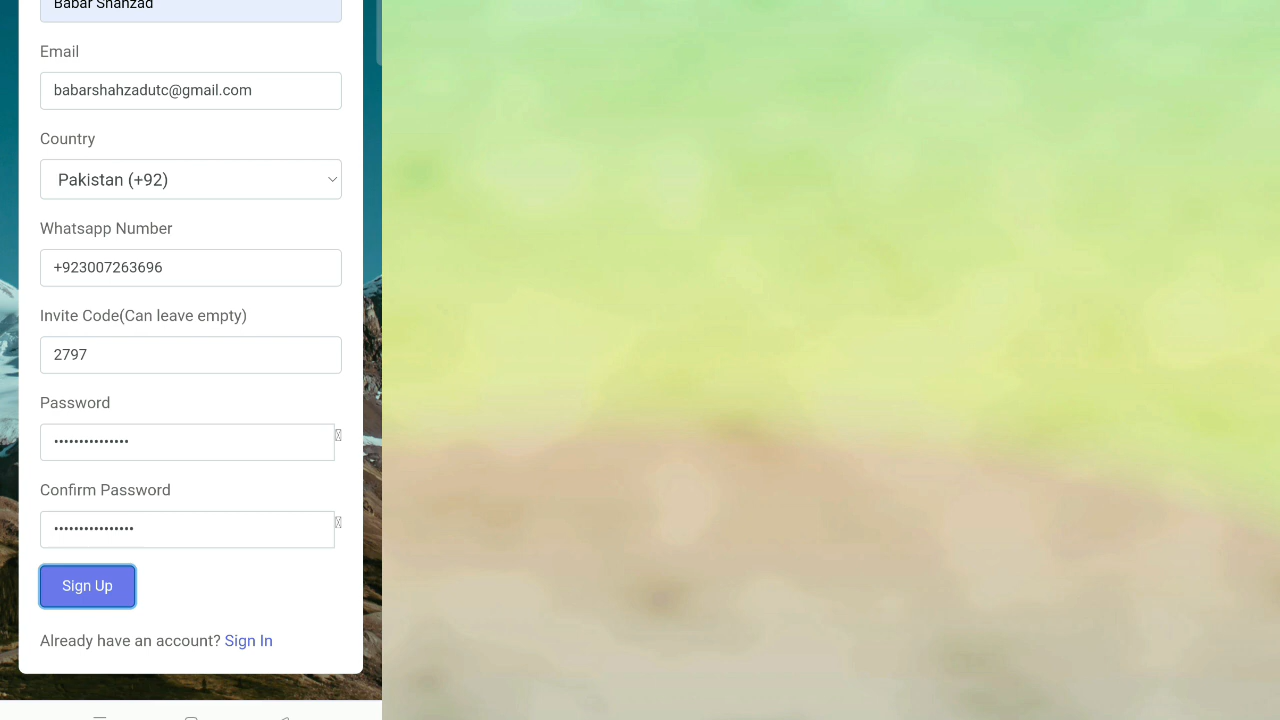 Babar Shahzad
Email
babarshahzadutc@gmail.com
Country
Pakistan (+92)
Whatsapp Number
+923007263696
Invite Code(Can leave empty)
2797
Password
•••••••••••••••
Confirm Password
••••••••••••••••
Sign Up
Already have an account? Sign In